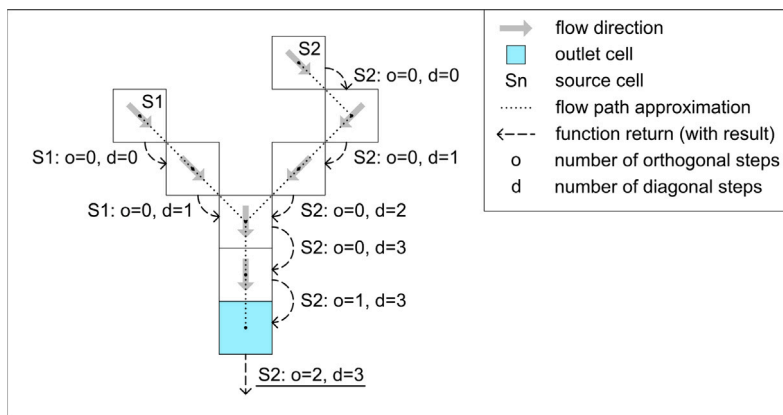 S2
S2: o=0, d=0
S1
S1: o=0, d=0
S2: o=0, d=1
S1: o=0, d=1
S2: o=0, d=2
S2: o=0, d=3
S2: o=1, d=3
S2: o=2, d=3
flow direction
outlet cell
Sn source cell
flow path approximation
function return (with result)
o number of orthogonal steps
d number of diagonal steps